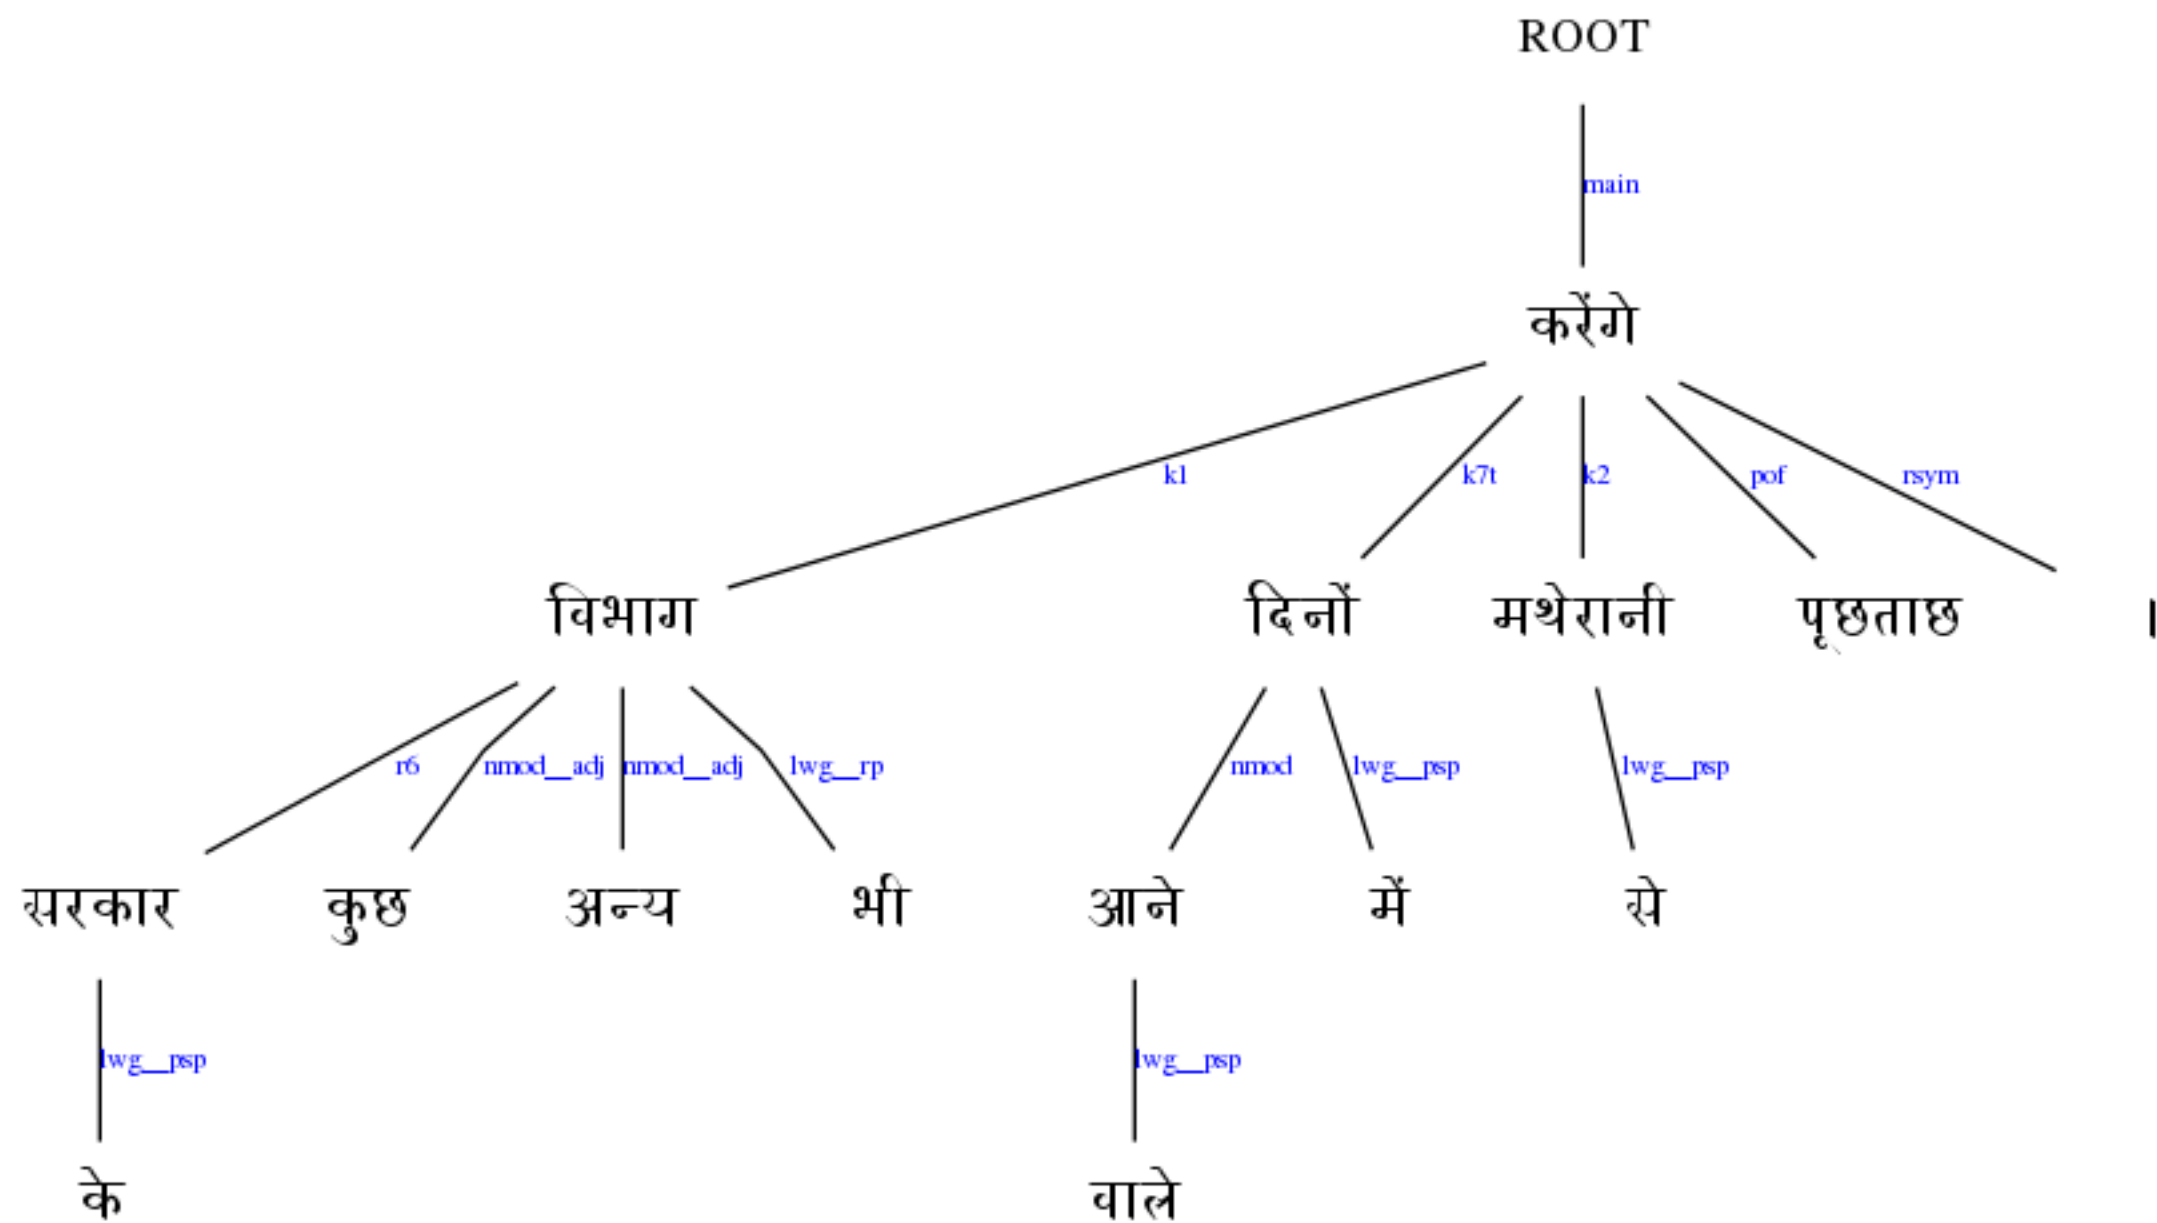 ROOT
main
करेंगे
k1 k7t k2 pof rsym
विभाग दिनों मथेरानी पूछताछ ।
r6 nmod__adj nmod__adj lwg__rp nmod lwg__psp lwg__psp
सरकार कुछ अन्य भी आने में से
lwg__psp lwg__psp
के वाले